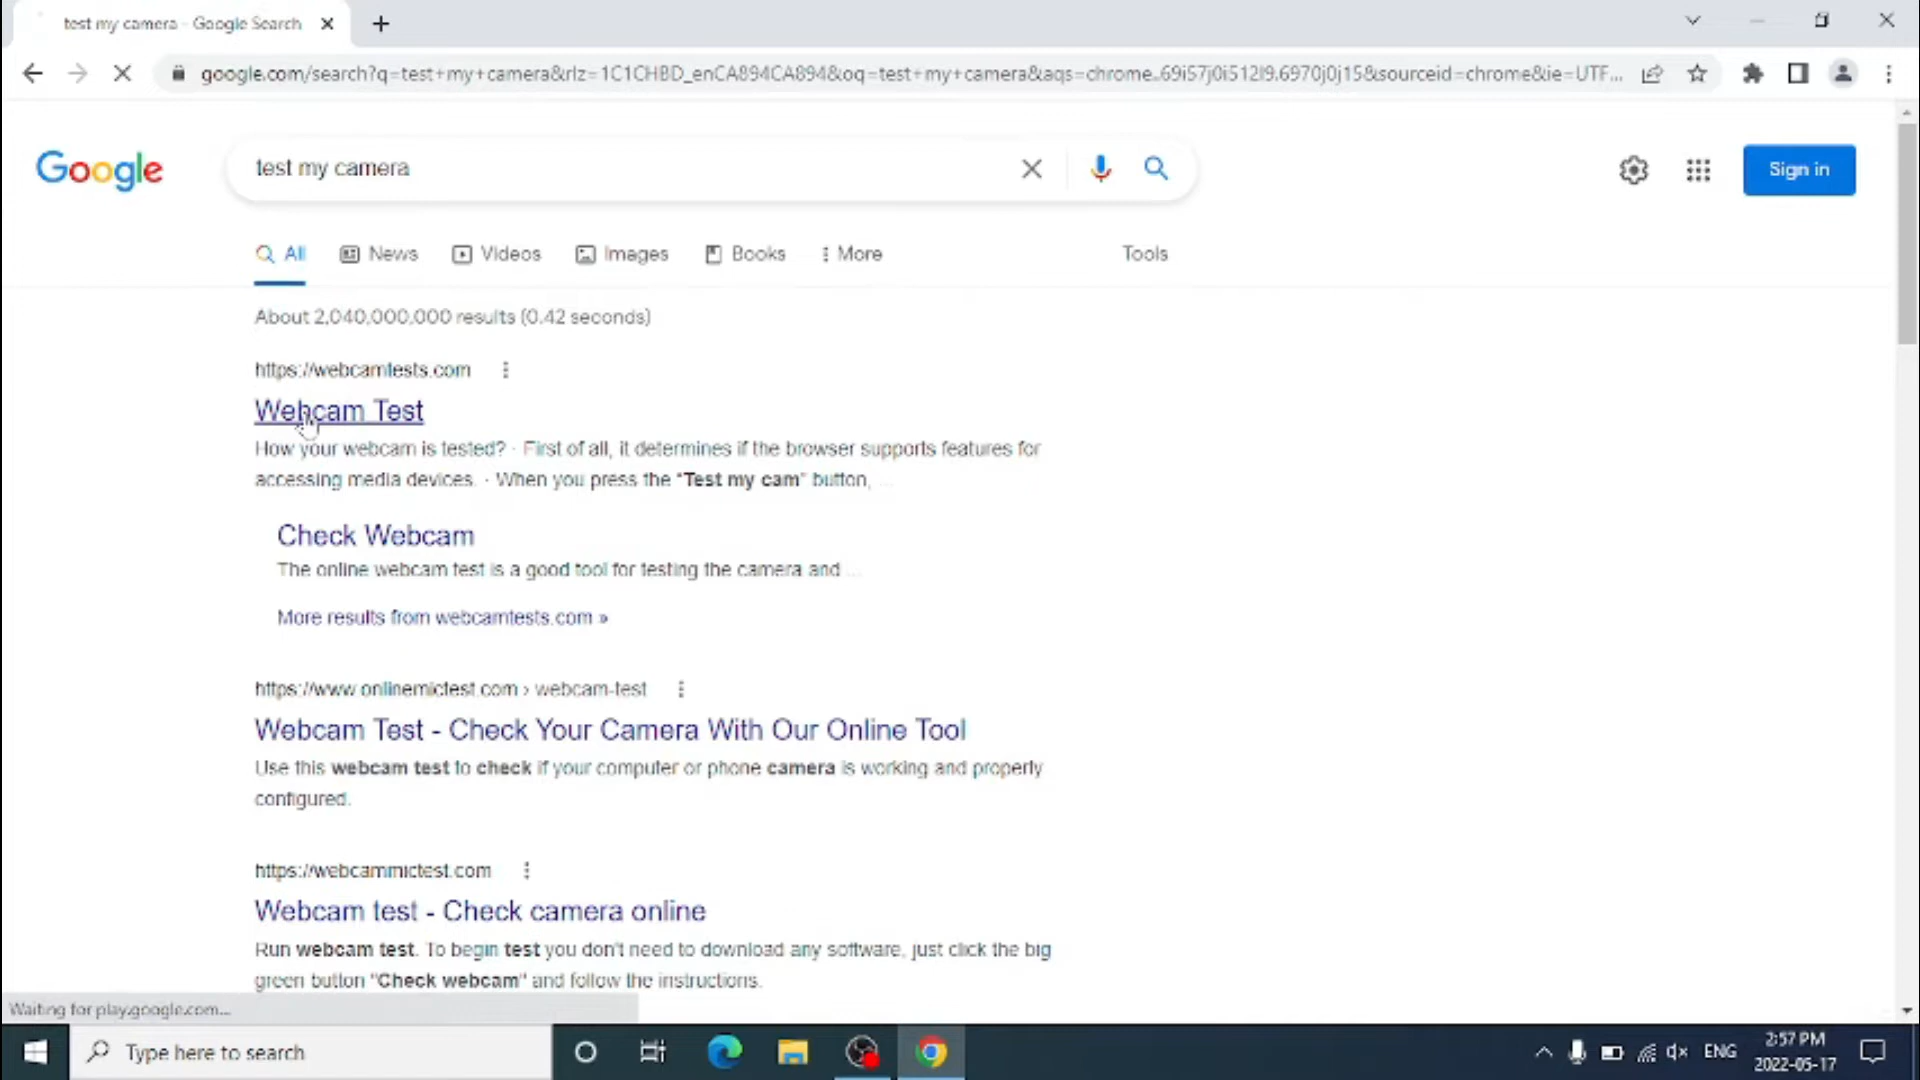 test my camera - Google Search
google.com/search?q=test+my+camera&rlz=1C1CHBD_enCA894CA894&oq=test+my+camera&aqs=chrome..69i57j0i512l9.6970j0j15&sourceid=chrome&ie=UTF...
Google
test my camera
Sign in
All
News
Videos
Images
Books
More
Tools
About 2,040,000,000 results (0.42 seconds)
https://webcamtests.com
Webcam Test
How your webcam is tested? · First of all, it determines if the browser supports features for
accessing media devices. · When you press the "Test my cam" button, ...
Check Webcam
The online webcam test is a good tool for testing the camera and ...
More results from webcamtests.com »
https://www.onlinemictest.com › webcam-test
Webcam Test - Check Your Camera With Our Online Tool
Use this webcam test to check if your computer or phone camera is working and properly
configured.
https://webcammictest.com
Webcam test - Check camera online
Run webcam test. To begin test you don't need to download any software, just click the big
green button "Check webcam" and follow the instructions.
Waiting for play.google.com...
Type here to search
ENG
2:57 PM
2022-05-17